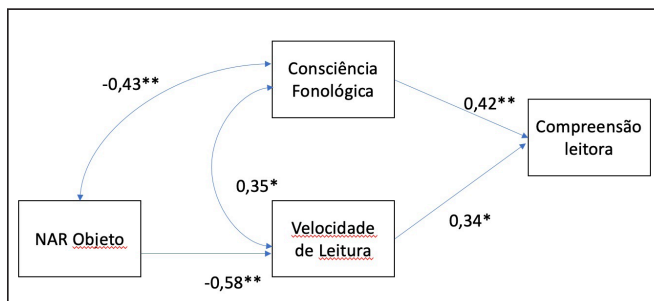 -0,43**
Consciência
Fonológica
0,42**
Compreensão
leitora
0,35*
NAR Objeto
Velocidade
de Leitura
0,34*
-0,58**